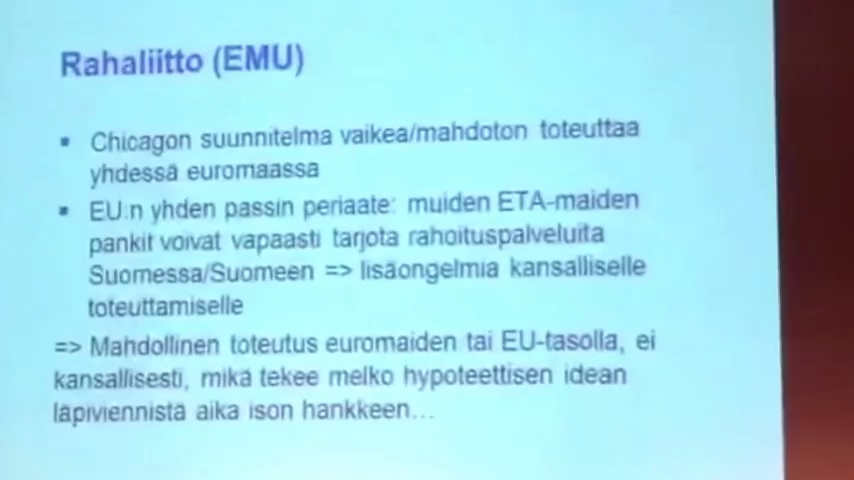 Rahaliitto (EMU)
▪ Chicagon suunnitelma vaikea/mahdoton toteuttaa
yhdessä euromaassa
▪ EU:n yhden passin periaate: muiden ETA-maiden
pankit voivat vapaasti tarjota rahoituspalveluita
Suomessa/Suomeen => lisäongelmia kansalliselle
toteuttamiselle
=> Mahdollinen toteutus euromaiden tai EU-tasolla, ei
kansallisesti, mikä tekee melko hypoteettisen idean
läpiviennistä aika ison hankkeen...